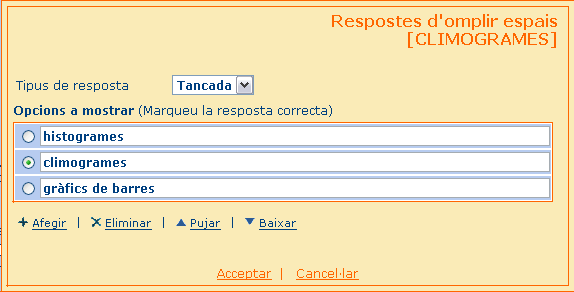 Respostes d'omplir espais
[CLIMOGRAMES]
Tipus de resposta Tancada
Opcions a mostrar (Marqueu la resposta correcta)
histogrames
climogrames
gràfics de barres
Afegir | Eliminar | Pujar | Baixar
Acceptar | Cancel·lar